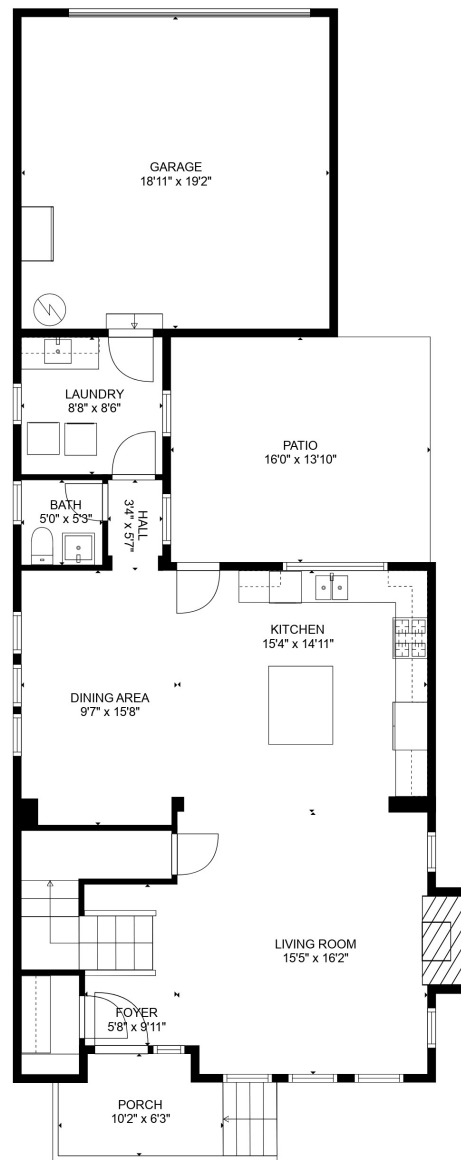 GARAGE
18'11" x 19'2"
LAUNDRY
8'8" x 8'6"
PATIO
16'0" x 13'10"
BATH
5'0" x 5'3"
HALL
3'4" x 5'7"
KITCHEN
15'4" x 14'11"
DINING AREA
9'7" x 15'8"
LIVING ROOM
15'5" x 16'2"
FOYER
5'8" x 9'11"
PORCH
10'2" x 6'3"